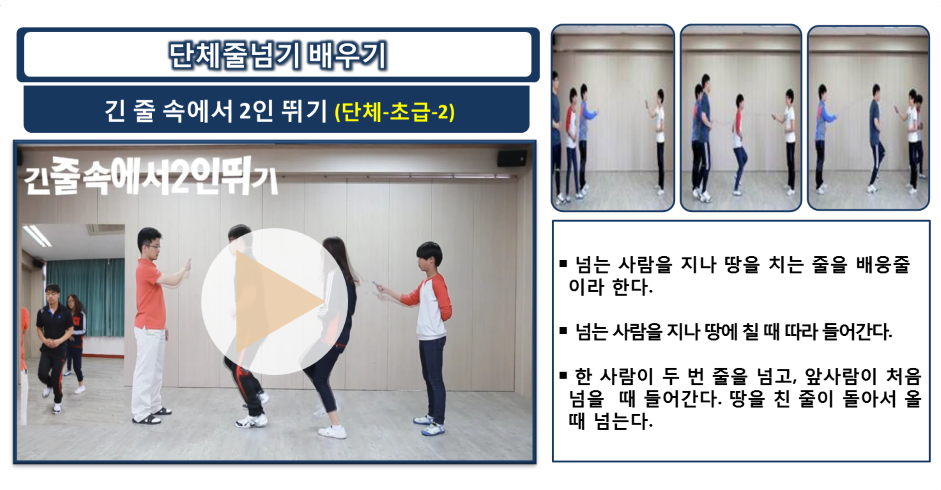 단체줄넘기 배우기
긴 줄 속에서 2인 뛰기 (단체-초급-2)
긴줄속에서2인뛰기
▪ 넘는 사람을 지나 땅을 치는 줄을 배웅줄
이라 한다.
▪ 넘는 사람을 지나 땅에 칠 때 따라 들어간다.
▪ 한 사람이 두 번 줄을 넘고, 앞사람이 처음
넘을 때 들어간다. 땅을 친 줄이 돌아서 올
때 넘는다.